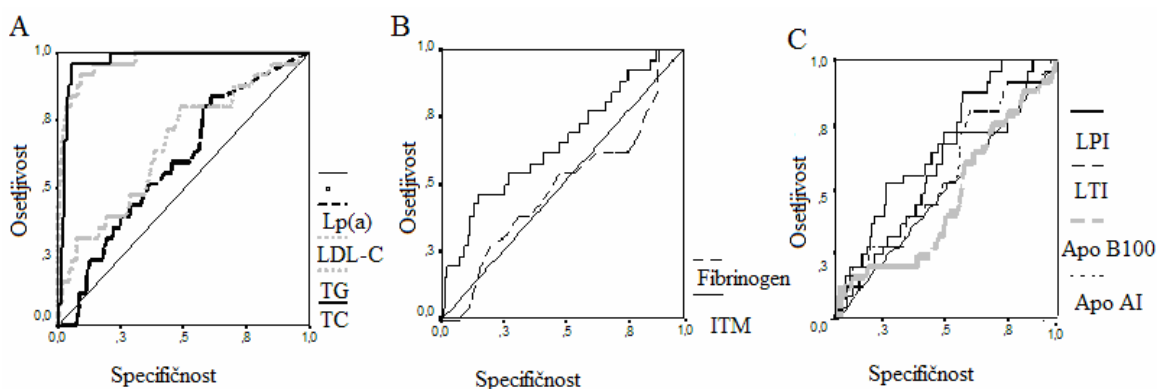 A
1,0
,8
,5
,3
0,0
0,0
,3
,5
,8
1,0
Osetljivost
Specifičnost
Lp(a)
LDL-C
TG
TC
B
1,0
,8
,5
,3
0,0
0,0
,3
,5
,8
1,0
Osetljivost
Specifičnost
Fibrinogen
ITM
C
1,0
,8
,5
,3
0,0
0,0
,3
,5
,8
1,0
Osetljivost
Specifičnost
LPI
LTI
Apo B100
Apo AI